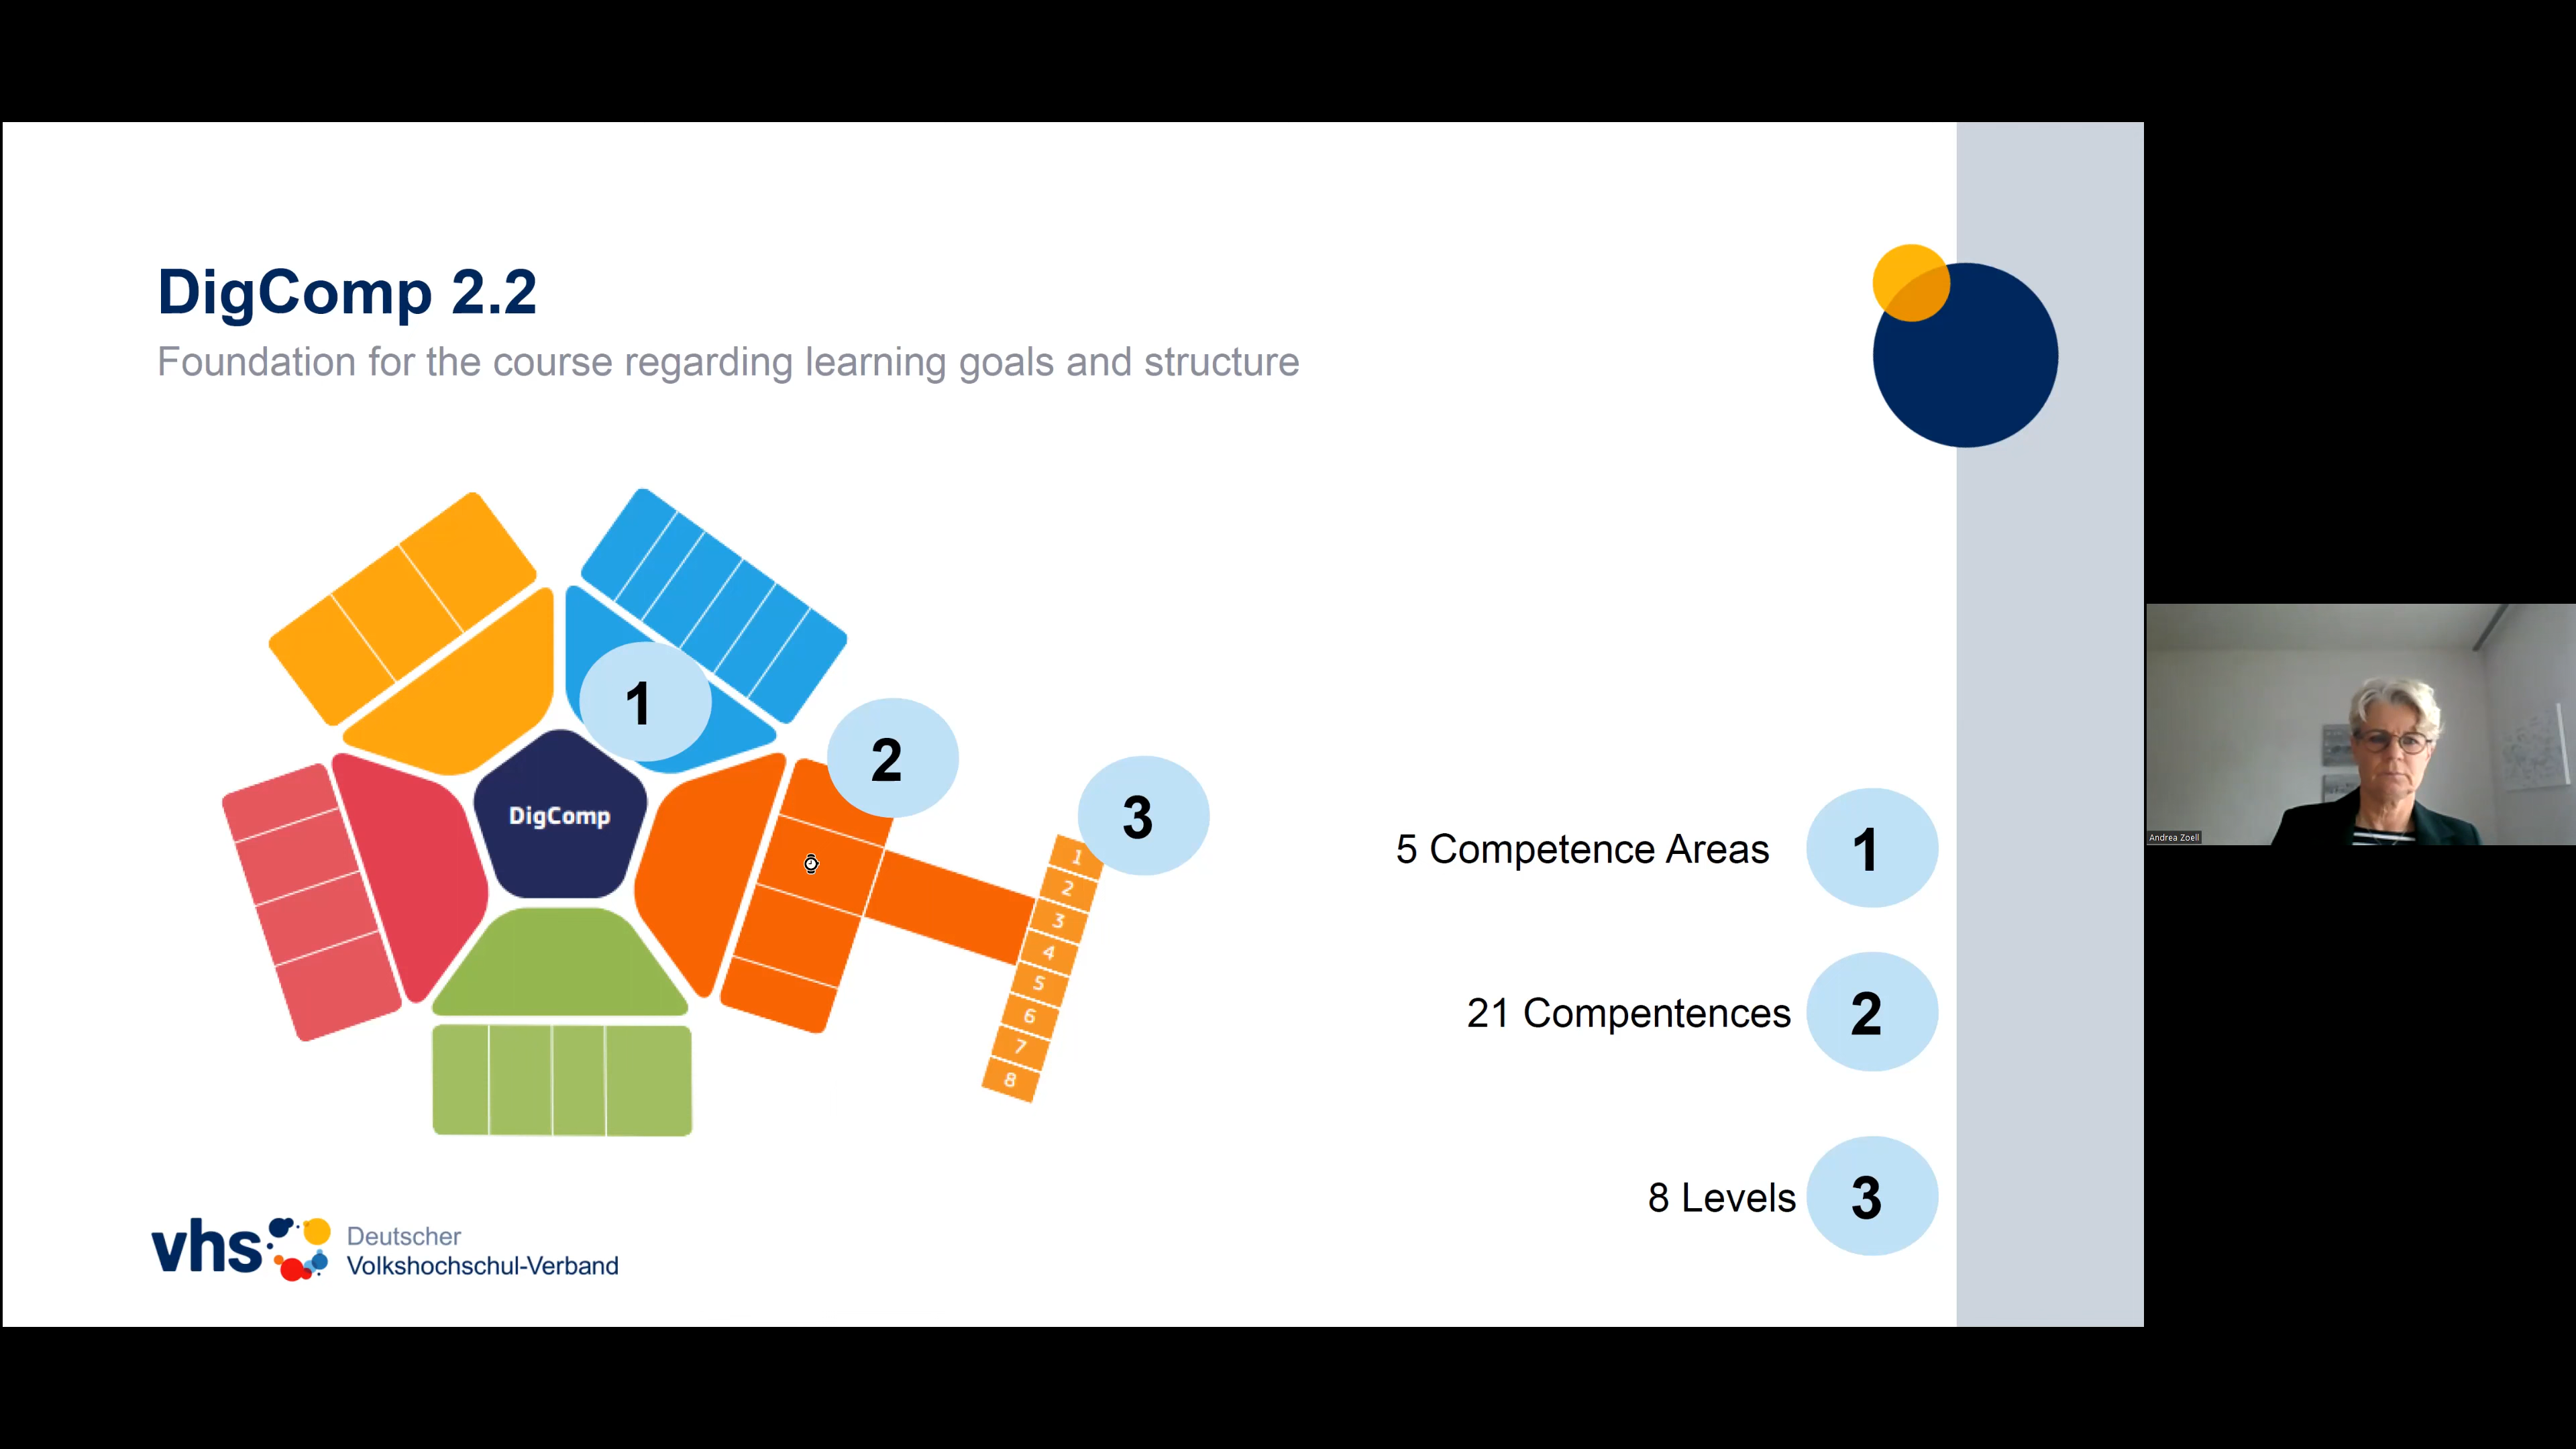 DigComp 2.2
Foundation for the course regarding learning goals and structure
1
2
DigComp
3
1
2
3
4
5
6
7
8
5 Competence Areas 1
21 Compentences 2
8 Levels 3
vhs
Deutscher
Volkshochschul-Verband
Andrea Zoell